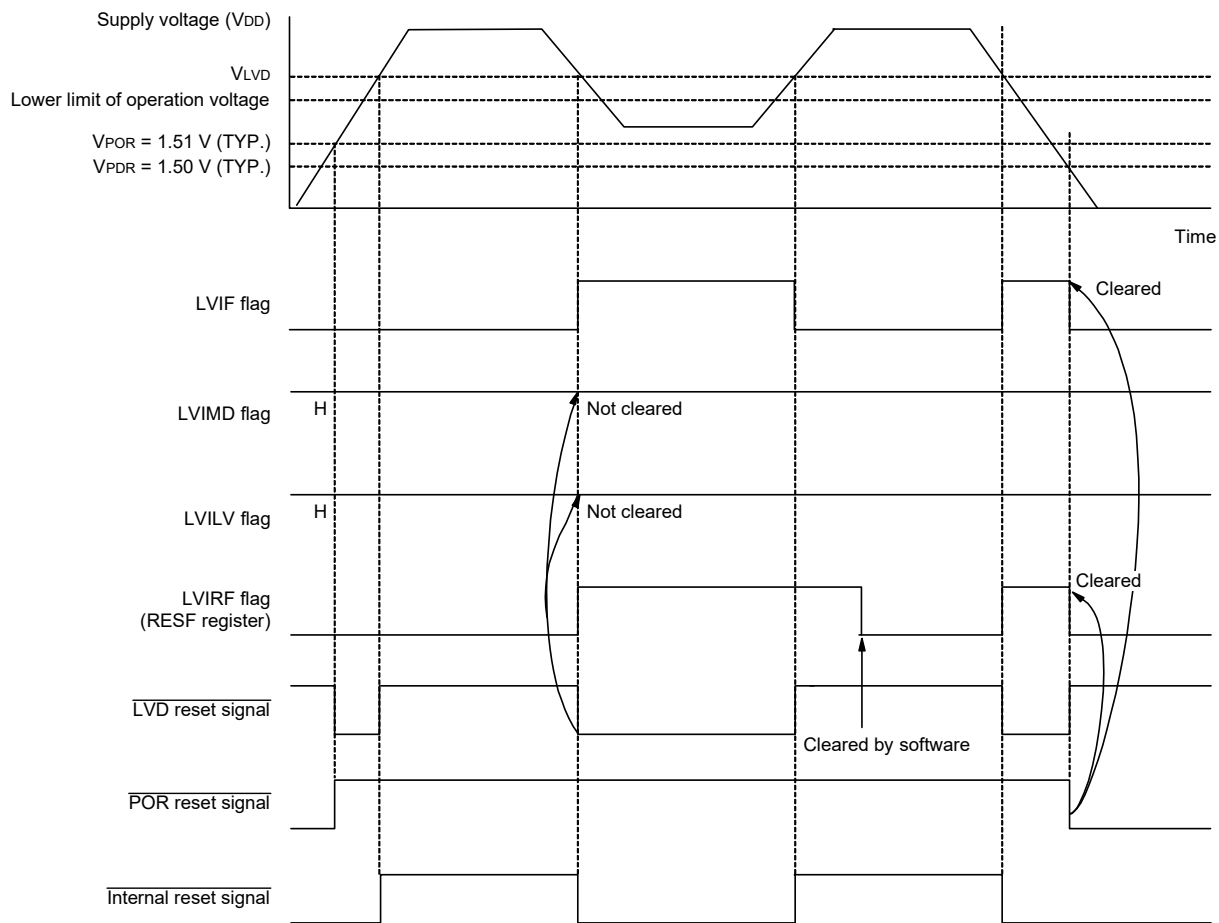 Supply voltage (VDD)
VLVD
Lower limit of operation voltage
VPOR = 1.51 V (TYP.)
VPDR = 1.50 V (TYP.)
Time
LVIF flag
Cleared
LVIMD flag
H
Not cleared
LVILV flag
H
Not cleared
LVIRF flag
(RESF register)
Cleared
LVD reset signal
Cleared by software
POR reset signal
Internal reset signal